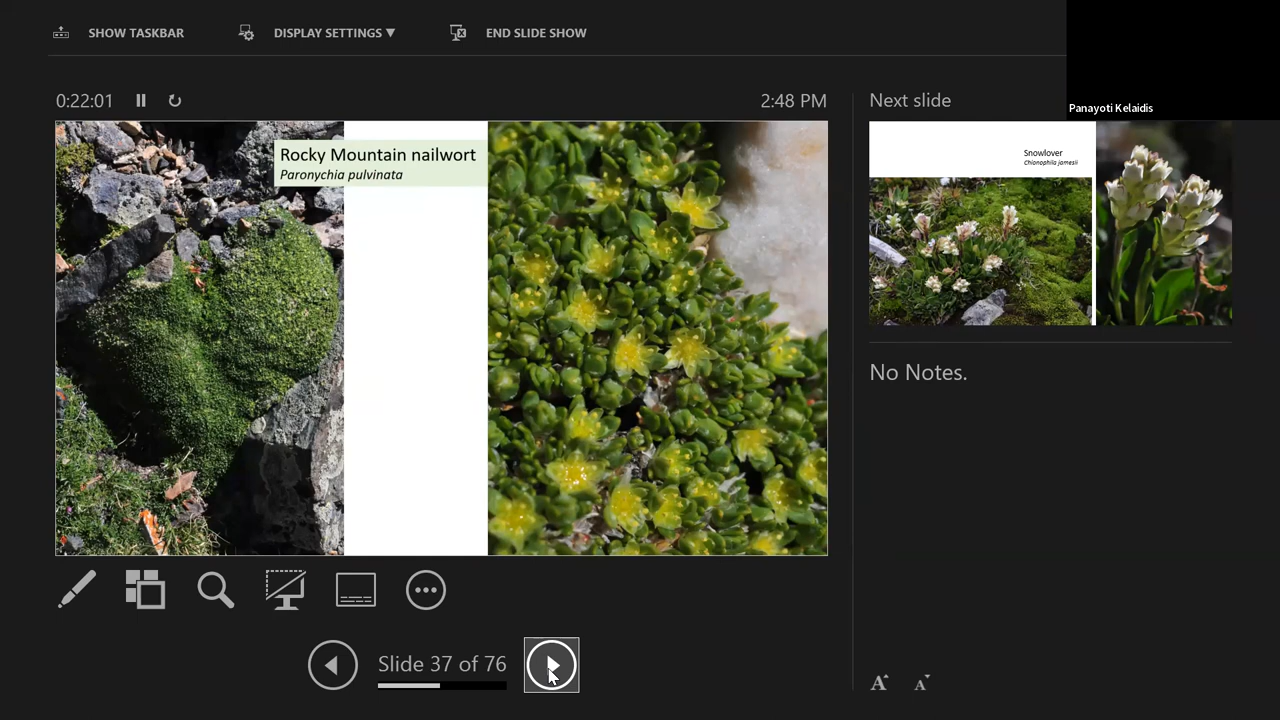 SHOW TASKBAR
DISPLAY SETTINGS ▼
END SLIDE SHOW
Panayoti Kelaidis
0:22:01
2:48 PM
Next slide
Rocky Mountain nailwort
Paronychia pulvinata
Snowlover
Chionophila jamesii
No Notes.
Slide 37 of 76
A A